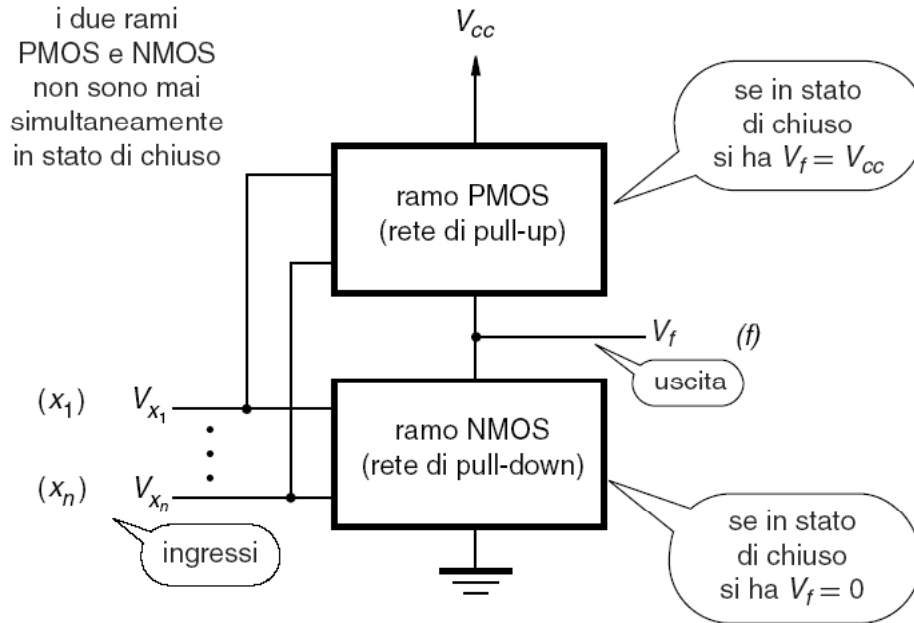 i due rami
PMOS e NMOS
non sono mai
simultaneamente
in stato di chiuso
V_cc
se in stato
di chiuso
si ha V_f = V_cc
ramo PMOS
(rete di pull-up)
V_f (f)
uscita
(x_1) V_x_1
ramo NMOS
(rete di pull-down)
(x_n) V_x_n
ingressi
se in stato
di chiuso
si ha V_f = 0